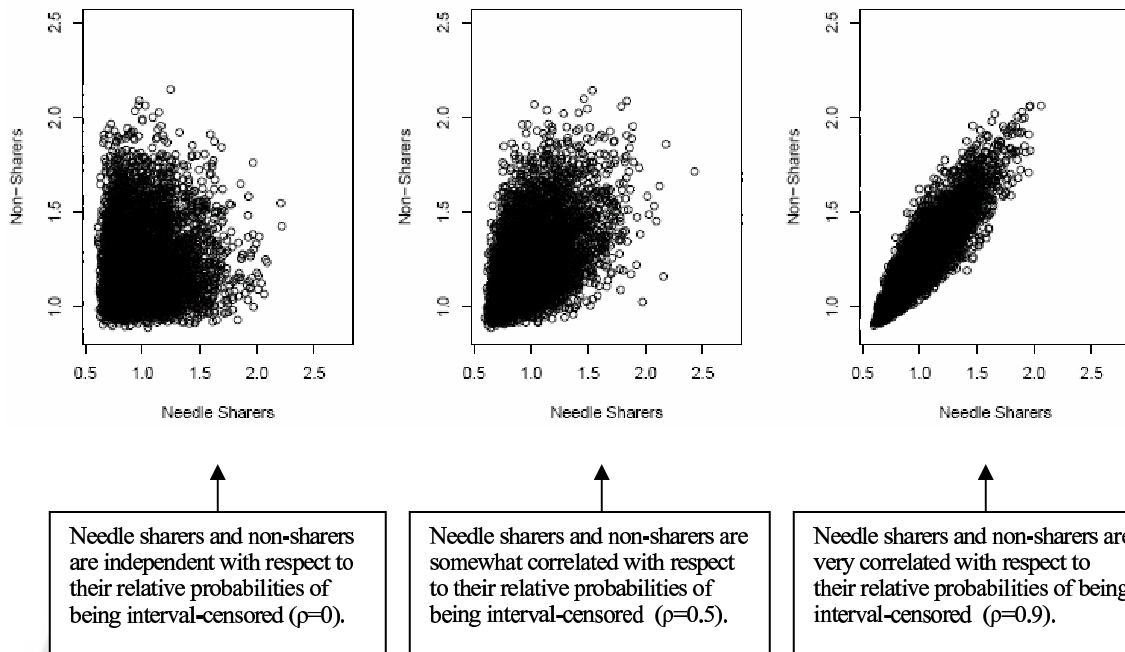 2.5
2.0
1.5
1.0
Non-Sharers
0.5 1.0 1.5 2.0 2.5
Needle Sharers
2.5
2.0
1.5
1.0
Non-Sharers
0.5 1.0 1.5 2.0 2.5
Needle Sharers
2.5
2.0
1.5
1.0
Non-Sharers
0.5 1.0 1.5 2.0 2.5
Needle Sharers
Needle sharers and non-sharers
are independent with respect to
their relative probabilities of
being interval-censored (ρ=0).
Needle sharers and non-sharers are
somewhat correlated with respect
to their relative probabilities of
being interval-censored (ρ=0.5).
Needle sharers and non-sharers are
very correlated with respect to
their relative probabilities of being
interval-censored (ρ=0.9).